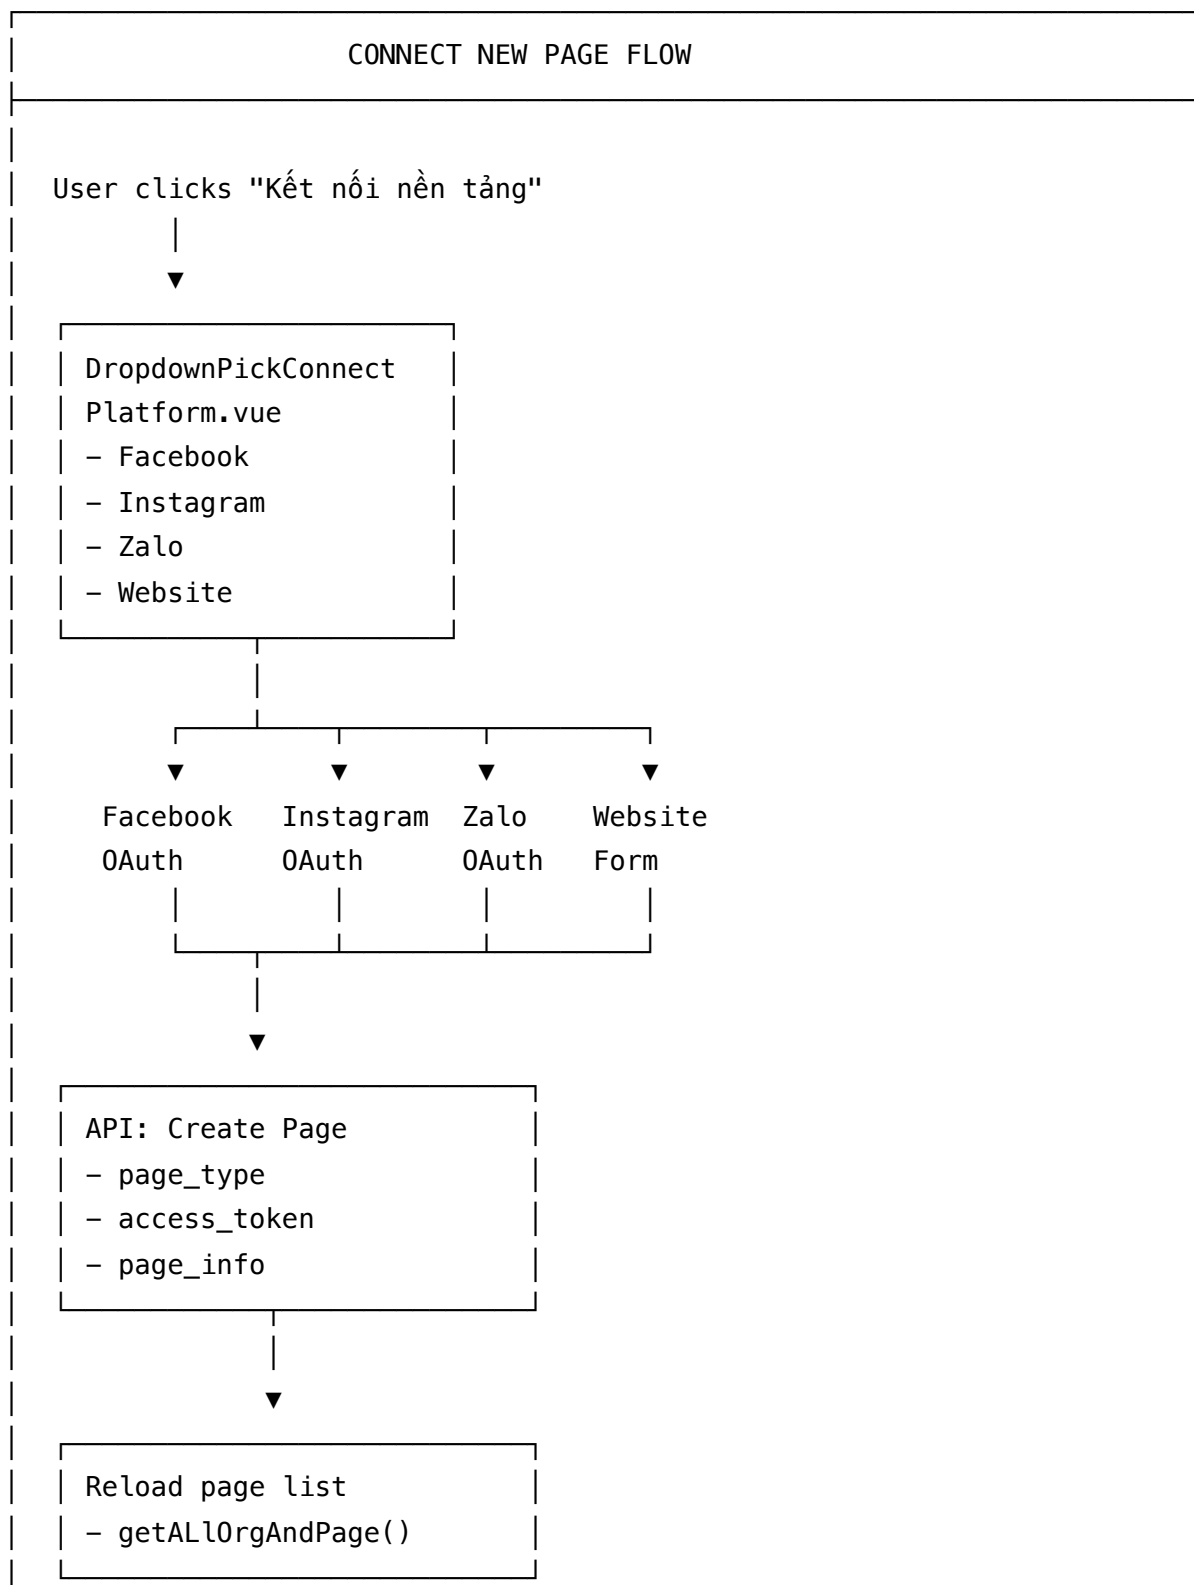 CONNECT NEW PAGE FLOW
User clicks "Kết nối nền tảng"
DropdownPickConnect
Platform.vue
- Facebook
- Instagram
- Zalo
- Website
Facebook Instagram Zalo Website
OAuth OAuth OAuth Form
API: Create Page
- page_type
- access_token
- page_info
Reload page list
- getALlOrgAndPage()